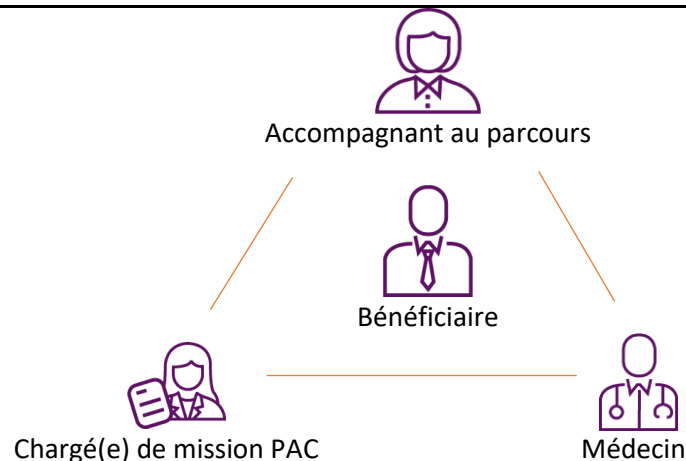 Accompagnant au parcours
Bénéficiaire
Chargé(e) de mission PAC
Médecin